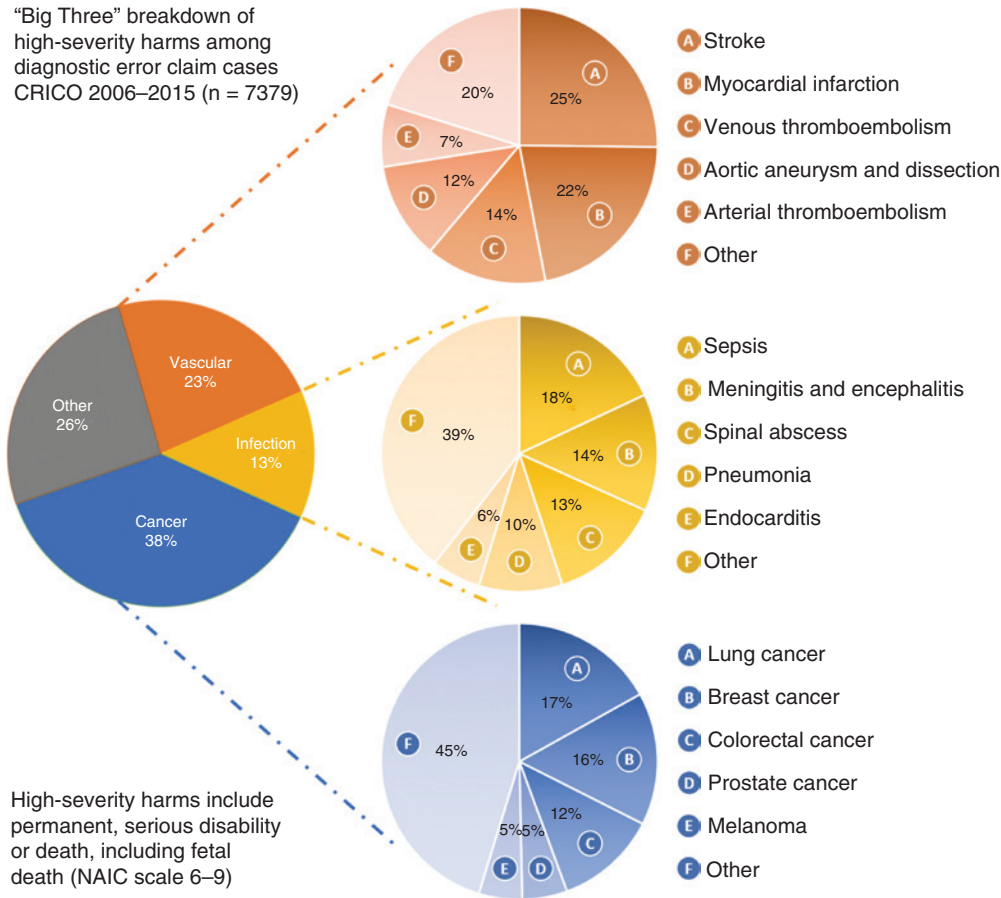 “Big Three” breakdown of
high-severity harms among
diagnostic error claim cases
CRICO 2006–2015 (n = 7379)
Vascular
23%
Infection
13%
Cancer
38%
Other
26%
A
25%
B
22%
C
14%
D
12%
E
7%
F
20%
A Stroke
B Myocardial infarction
C Venous thromboembolism
D Aortic aneurysm and dissection
E Arterial thromboembolism
F Other
A
18%
B
14%
C
13%
D
10%
E
6%
F
39%
A Sepsis
B Meningitis and encephalitis
C Spinal abscess
D Pneumonia
E Endocarditis
F Other
A
17%
B
16%
C
12%
D
5%
E
5%
F
45%
A Lung cancer
B Breast cancer
C Colorectal cancer
D Prostate cancer
E Melanoma
F Other
High-severity harms include
permanent, serious disability
or death, including fetal
death (NAIC scale 6–9)